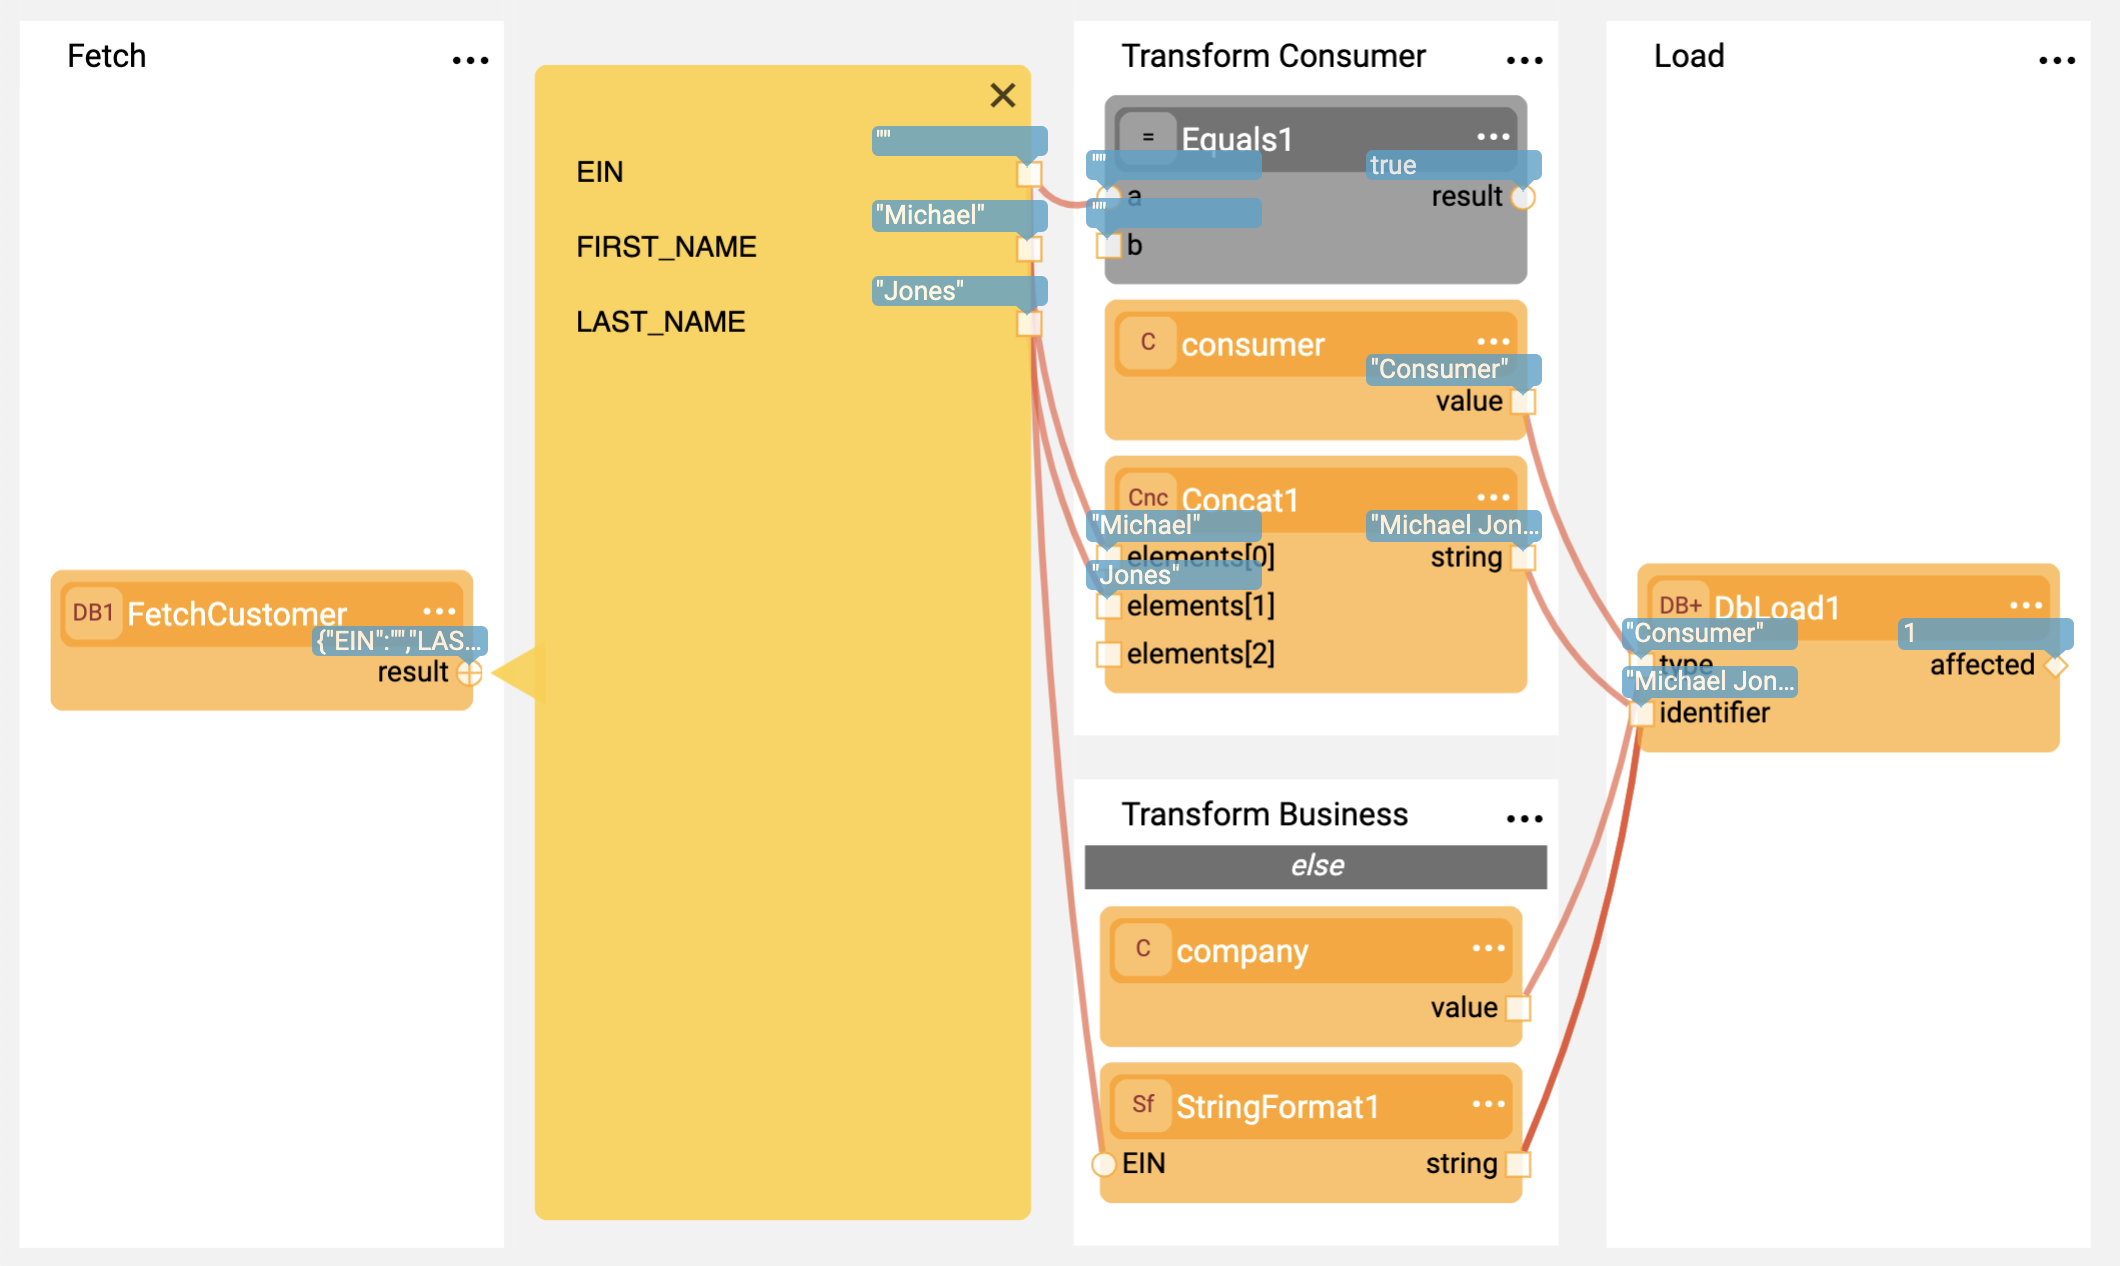 Fetch
DB1 FetchCustomer
{"EIN":"","LAS...
result
""
EIN
"Michael"
FIRST_NAME
"Jones"
LAST_NAME
Transform Consumer
= Equals1
"" true
a result
""
b
C consumer
"Consumer"
value
Cnc Concat1
"Michael" "Michael Jon...
elements[0] string
"Jones"
elements[1]
elements[2]
Transform Business
else
C company
value
Sf StringFormat1
EIN string
Load
DB+ DbLoad1
"Consumer" 1
type affected
"Michael Jon...
identifier